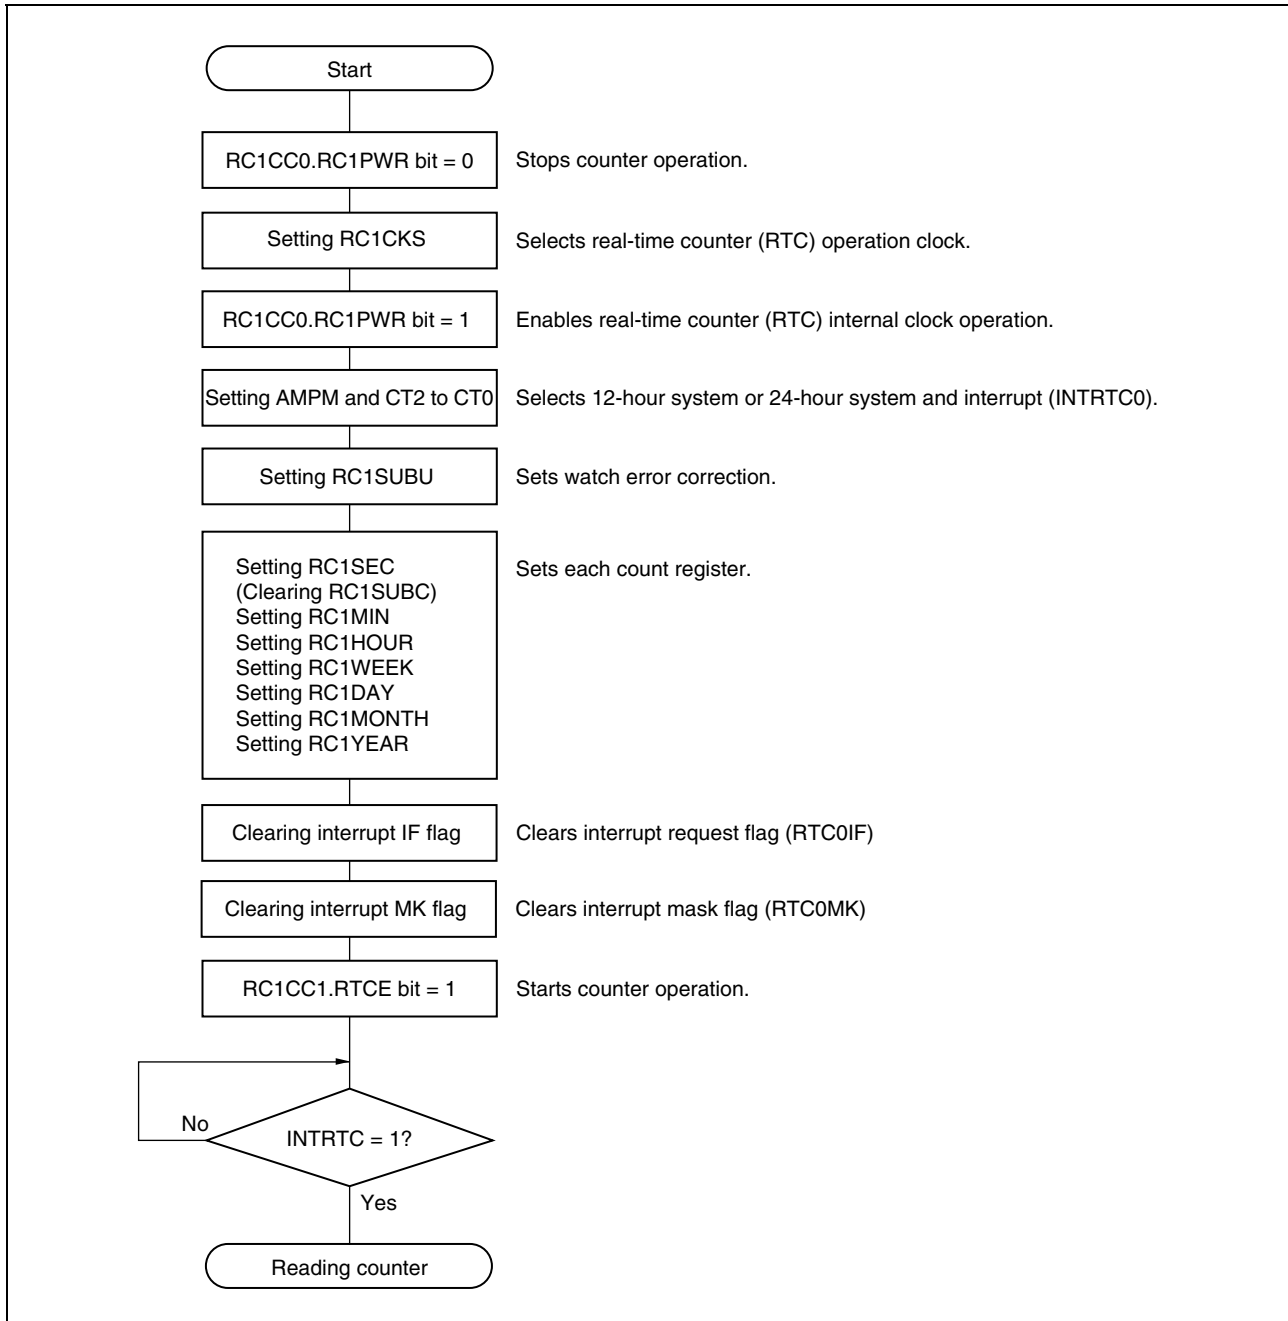 Start
RC1CC0.RC1PWR bit = 0
Stops counter operation.
Setting RC1CKS
Selects real-time counter (RTC) operation clock.
RC1CC0.RC1PWR bit = 1
Enables real-time counter (RTC) internal clock operation.
Setting AMPM and CT2 to CT0
Selects 12-hour system or 24-hour system and interrupt (INTRTC0).
Setting RC1SUBU
Sets watch error correction.
Setting RC1SEC
(Clearing RC1SUBC)
Setting RC1MIN
Setting RC1HOUR
Setting RC1WEEK
Setting RC1DAY
Setting RC1MONTH
Setting RC1YEAR
Sets each count register.
Clearing interrupt IF flag
Clears interrupt request flag (RTC0IF)
Clearing interrupt MK flag
Clears interrupt mask flag (RTC0MK)
RC1CC1.RTCE bit = 1
Starts counter operation.
No
INTRTC = 1?
Yes
Reading counter